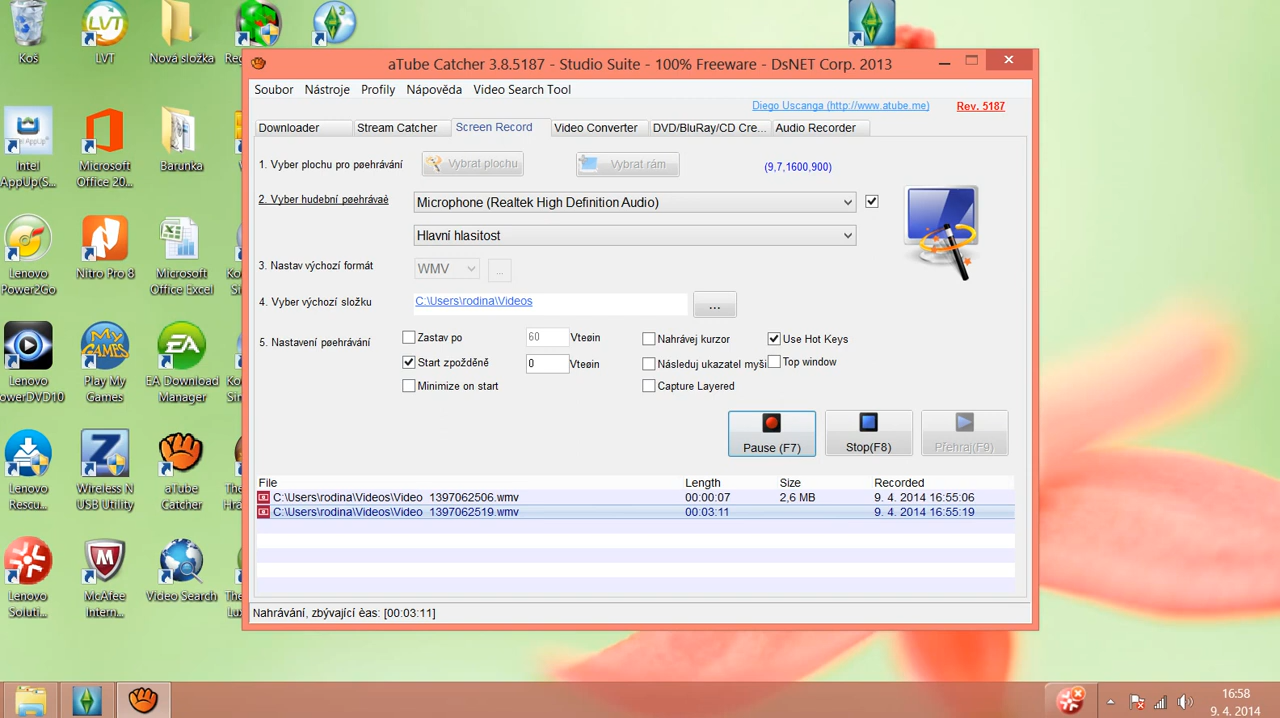 aTube Catcher 3.8.5187 - Studio Suite - 100% Freeware - DsNET Corp. 2013
Soubor Nástroje Profily Nápověda Video Search Tool
Diego Uscanga (http://www.atube.me) Rev. 5187
Downloader Stream Catcher Screen Record Video Converter DVD/BluRay/CD Cre... Audio Recorder
1. Vyber plochu pro pøehrávání Vybrat plochu Vybrat rám (9,7,1600,900)
2. Vyber hudební pøehrávaè Microphone (Realtek High Definition Audio)
Hlavní hlasitost
3. Nastav výchozí formát WMV ...
4. Vyber výchozí složku C:\Users\rodina\Videos ...
5. Nastavení pøehrávání
Zastav po 60 Vteøin Nahrávej kurzor Use Hot Keys
Start zpožděně 0 Vteøin Následuj ukazatel myši Top window
Minimize on start Capture Layered
Pause (F7) Stop(F8) Přehraj(F9)
File Length Size Recorded
C:\Users\rodina\Videos\Video 1397062506.wmv 00:00:07 2,6 MB 9. 4. 2014 16:55:06
C:\Users\rodina\Videos\Video 1397062519.wmv 00:03:11 9. 4. 2014 16:55:19
Nahrávání, zbývající èas: [00:03:11]
Koš LVT Nová složka
Intel AppUp(S...
Microsoft Office 20...
Barunka
Lenovo Power2Go
Nitro Pro 8
Microsoft Office Excel
Lenovo PowerDVD10
Play My Games
EA Download Manager
Lenovo Rescu...
Wireless N USB Utility
aTube Catcher
Lenovo Soluti...
McAfee Intern...
Video Search
16:58
9. 4. 2014